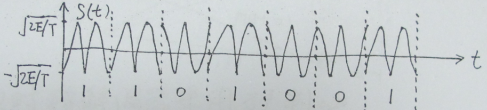 S(t)
√2E/T
t
-√2E/T
1 1 0 1 0 0 1